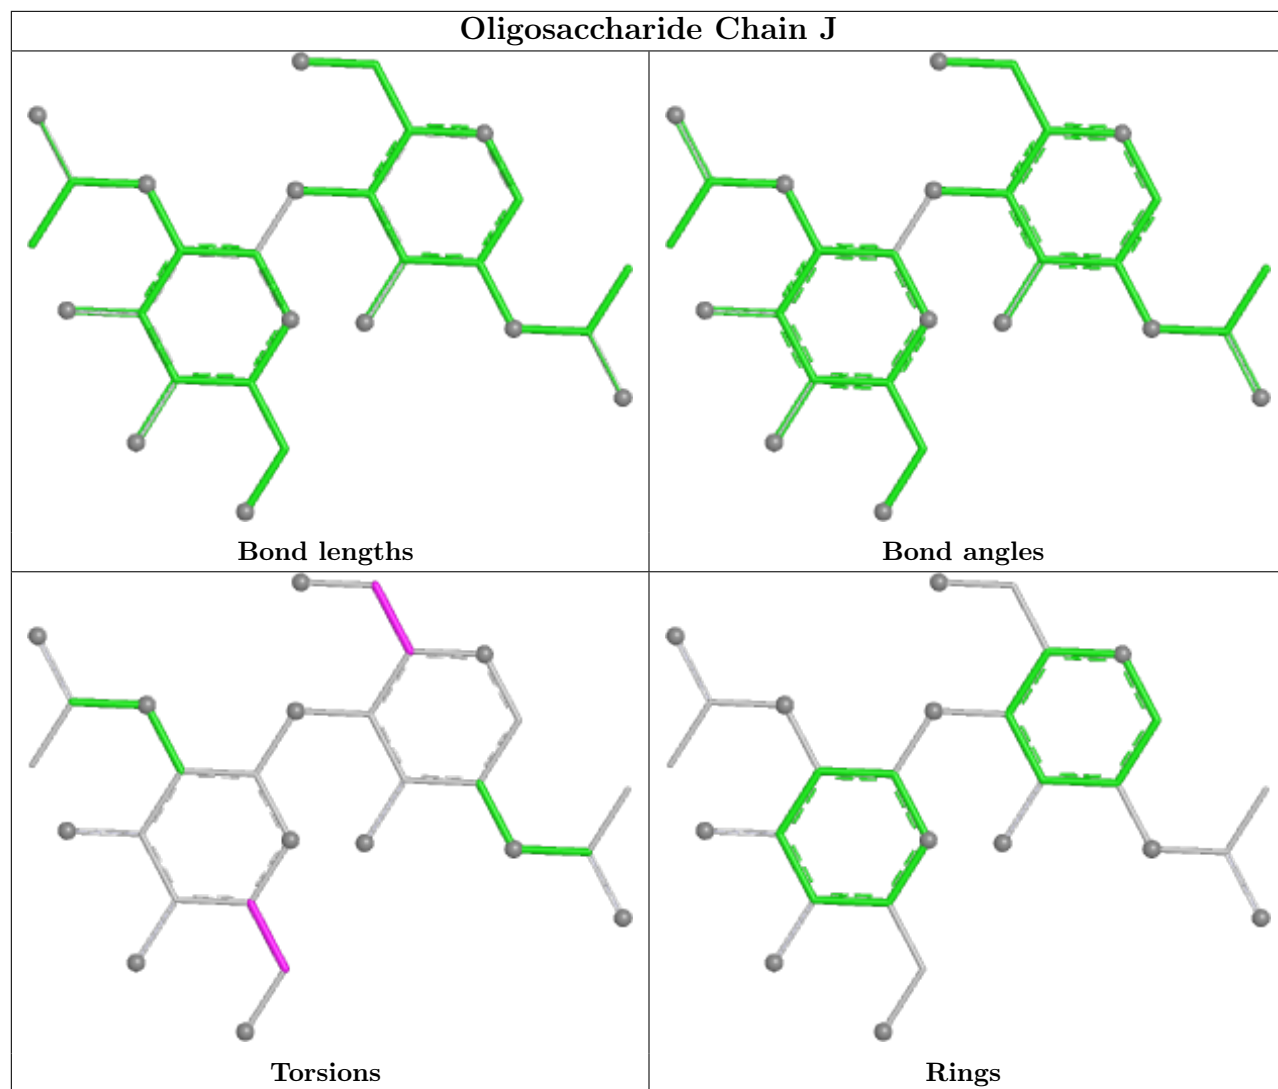 Oligosaccharide Chain J
Bond lengths
Bond angles
Torsions
Rings